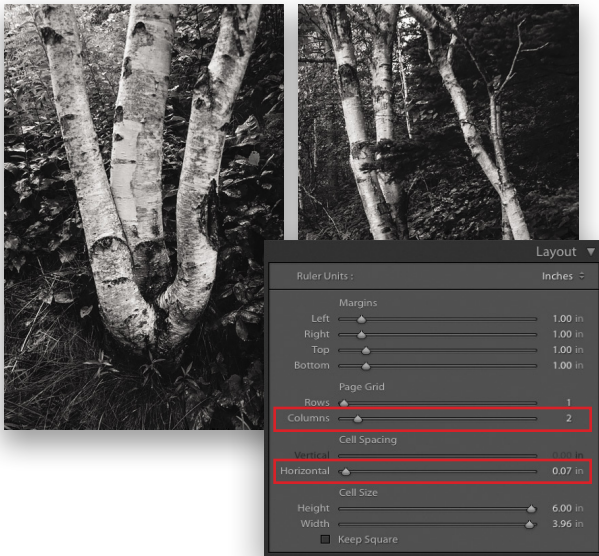 Layout
Ruler Units : Inches
Margins
Left 1.00 in
Right 1.00 in
Top 1.00 in
Bottom 1.00 in
Page Grid
Rows 1
Columns 2
Cell Spacing
Vertical 0.00 in
Horizontal 0.07 in
Cell Size
Height 6.00 in
Width 3.96 in
Keep Square